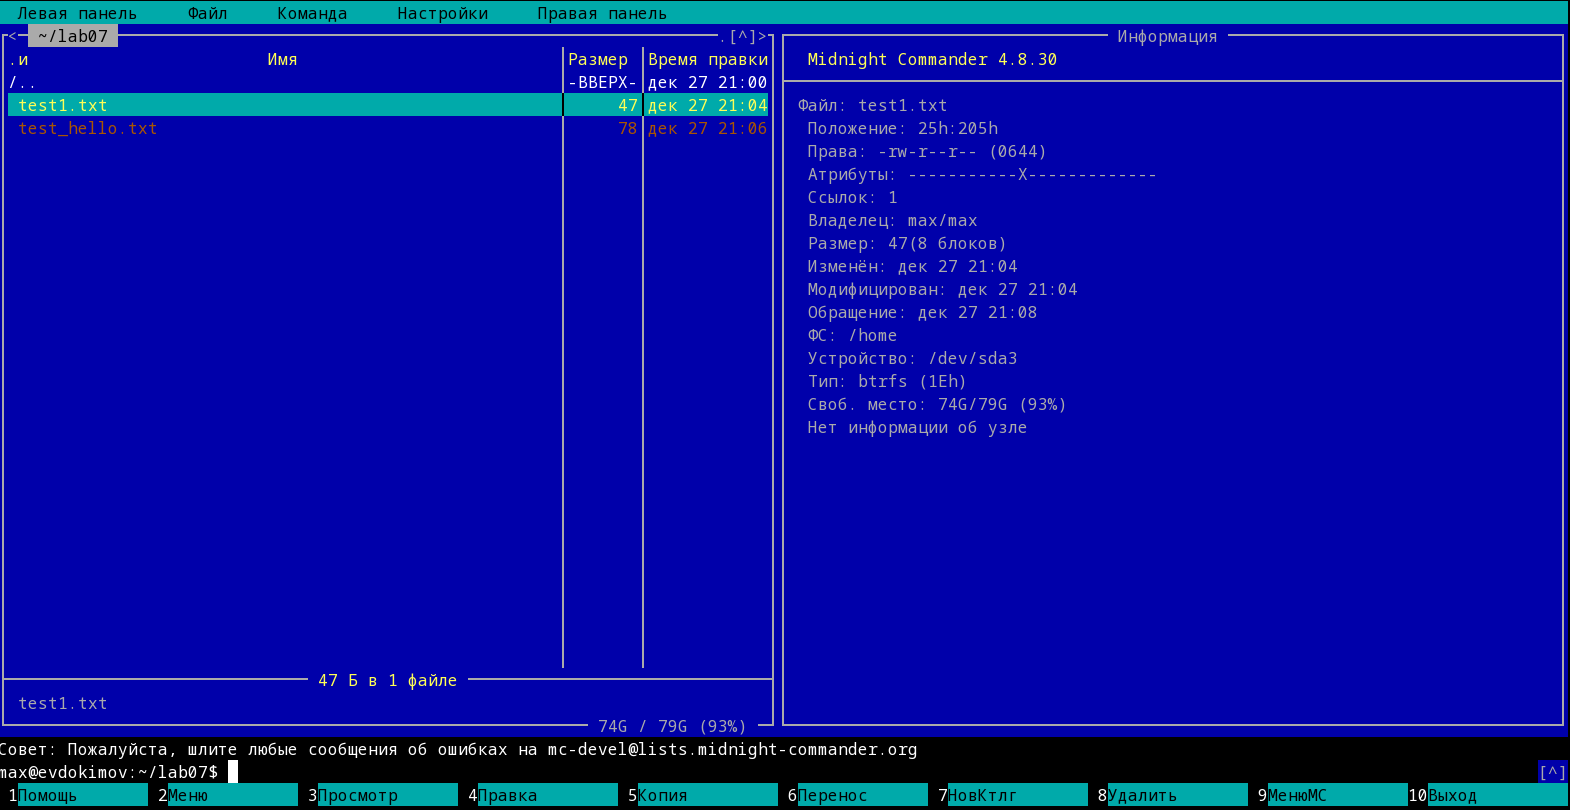 Левая панель Файл Команда Настройки Правая панель
<- ~/lab07 .[^]>
.и Имя Размер Время правки
/.. -ВВЕРХ- дек 27 21:00
test1.txt 47 дек 27 21:04
test_hello.txt 78 дек 27 21:06
47 Б в 1 файле
test1.txt
74G / 79G (93%)
Информация
Midnight Commander 4.8.30
Файл: test1.txt
Положение: 25h:205h
Права: -rw-r--r-- (0644)
Атрибуты: -----------X-------------
Ссылок: 1
Владелец: max/max
Размер: 47(8 блоков)
Изменён: дек 27 21:04
Модифицирован: дек 27 21:04
Обращение: дек 27 21:08
ФС: /home
Устройство: /dev/sda3
Тип: btrfs (1Eh)
Своб. место: 74G/79G (93%)
Нет информации об узле
Совет: Пожалуйста, шлите любые сообщения об ошибках на mc-devel@lists.midnight-commander.org
max@evdokimov:~/lab07$ [^]
1Помощь 2Меню 3Просмотр 4Правка 5Копия 6Перенос 7НовКтлг 8Удалить 9МенюМС 10Выход